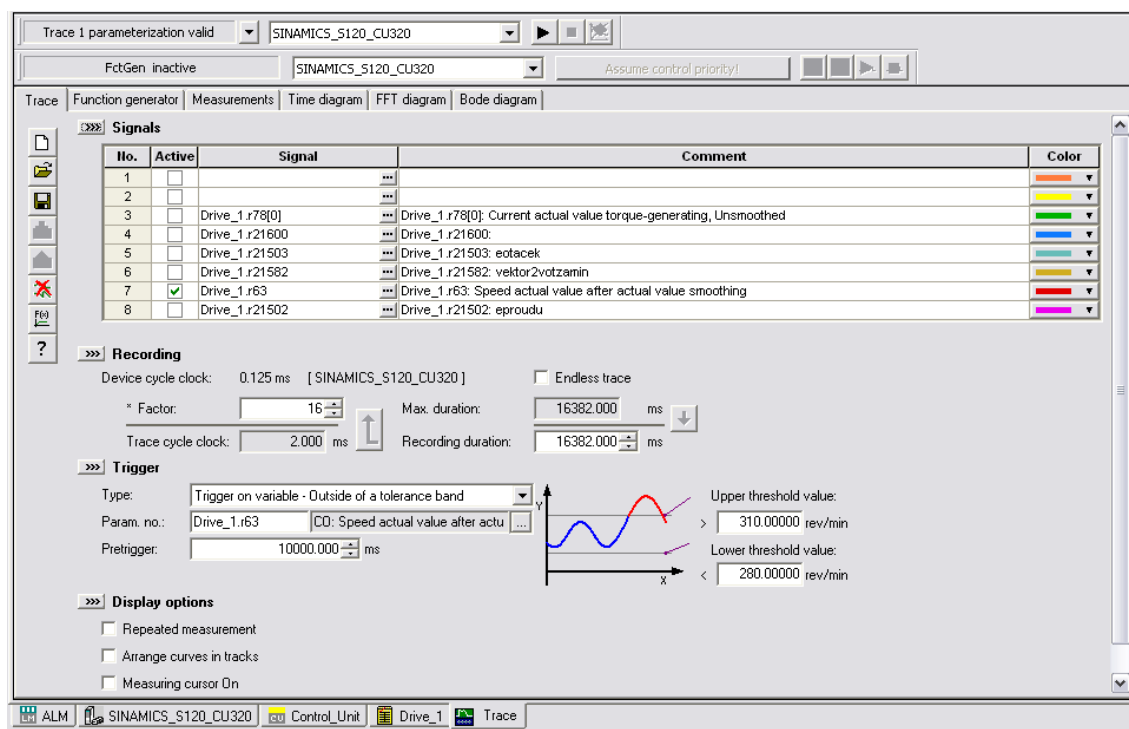 Trace 1 parameterization valid SINAMICS_S120_CU320
FctGen inactive SINAMICS_S120_CU320 Assume control priority!
Trace Function generator Measurements Time diagram FFT diagram Bode diagram
>>> Signals
No. Active Signal Comment Color
1 ...
2 ...
3 Drive_1.r78[0] ... Drive_1.r78[0]: Current actual value torque-generating, Unsmoothed
4 Drive_1.r21600 ... Drive_1.r21600:
5 Drive_1.r21503 ... Drive_1.r21503: eotacek
6 Drive_1.r21582 ... Drive_1.r21582: vektor2votzamin
7 Drive_1.r63 ... Drive_1.r63: Speed actual value after actual value smoothing
8 Drive_1.r21502 ... Drive_1.r21502: eproudu
F(x)
?
>>> Recording
Device cycle clock: 0.125 ms [ SINAMICS_S120_CU320 ] Endless trace
* Factor: 16 Max. duration: 16382.000 ms
Trace cycle clock: 2.000 ms Recording duration: 16382.000 ms
>>> Trigger
Type: Trigger on variable - Outside of a tolerance band Y Upper threshold value:
Param. no.: Drive_1.r63 CO: Speed actual value after actu ... > 310.00000 rev/min
Pretrigger: 10000.000 ms Lower threshold value:
X < 280.00000 rev/min
>>> Display options
Repeated measurement
Arrange curves in tracks
Measuring cursor On
LM ALM SINAMICS_S120_CU320 CU Control_Unit Drive_1 Trace